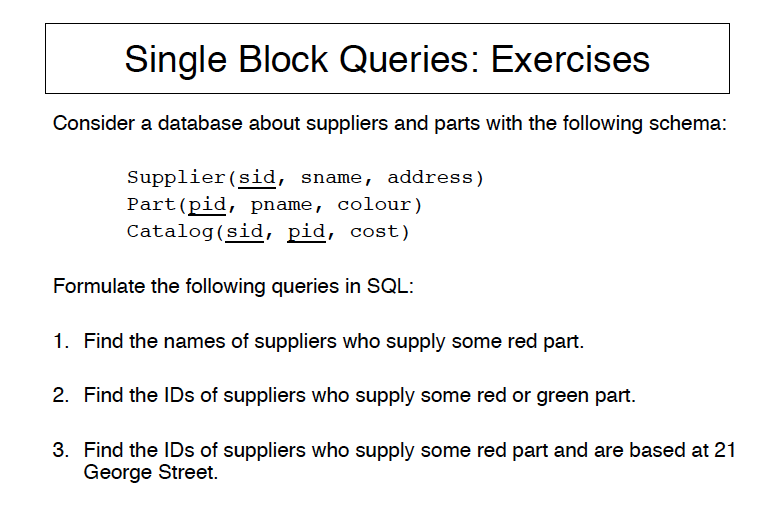 Single Block Queries: Exercises
Consider a database about suppliers and parts with the following schema:
Supplier(sid, sname, address)
Part(pid, pname, colour)
Catalog(sid, pid, cost)
Formulate the following queries in SQL:
1. Find the names of suppliers who supply some red part.
2. Find the IDs of suppliers who supply some red or green part.
3. Find the IDs of suppliers who supply some red part and are based at 21
George Street.